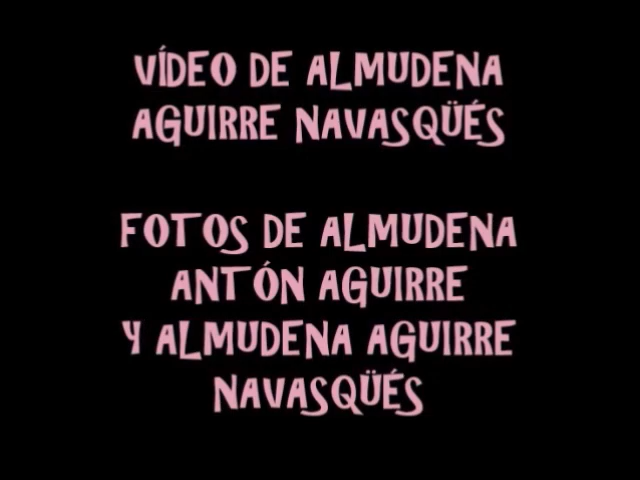 VÍDEO DE ALMUDENA
AGUIRRE NAVASQÜÉS
FOTOS DE ALMUDENA
ANTÓN AGUIRRE
Y ALMUDENA AGUIRRE
NAVASQÜÉS